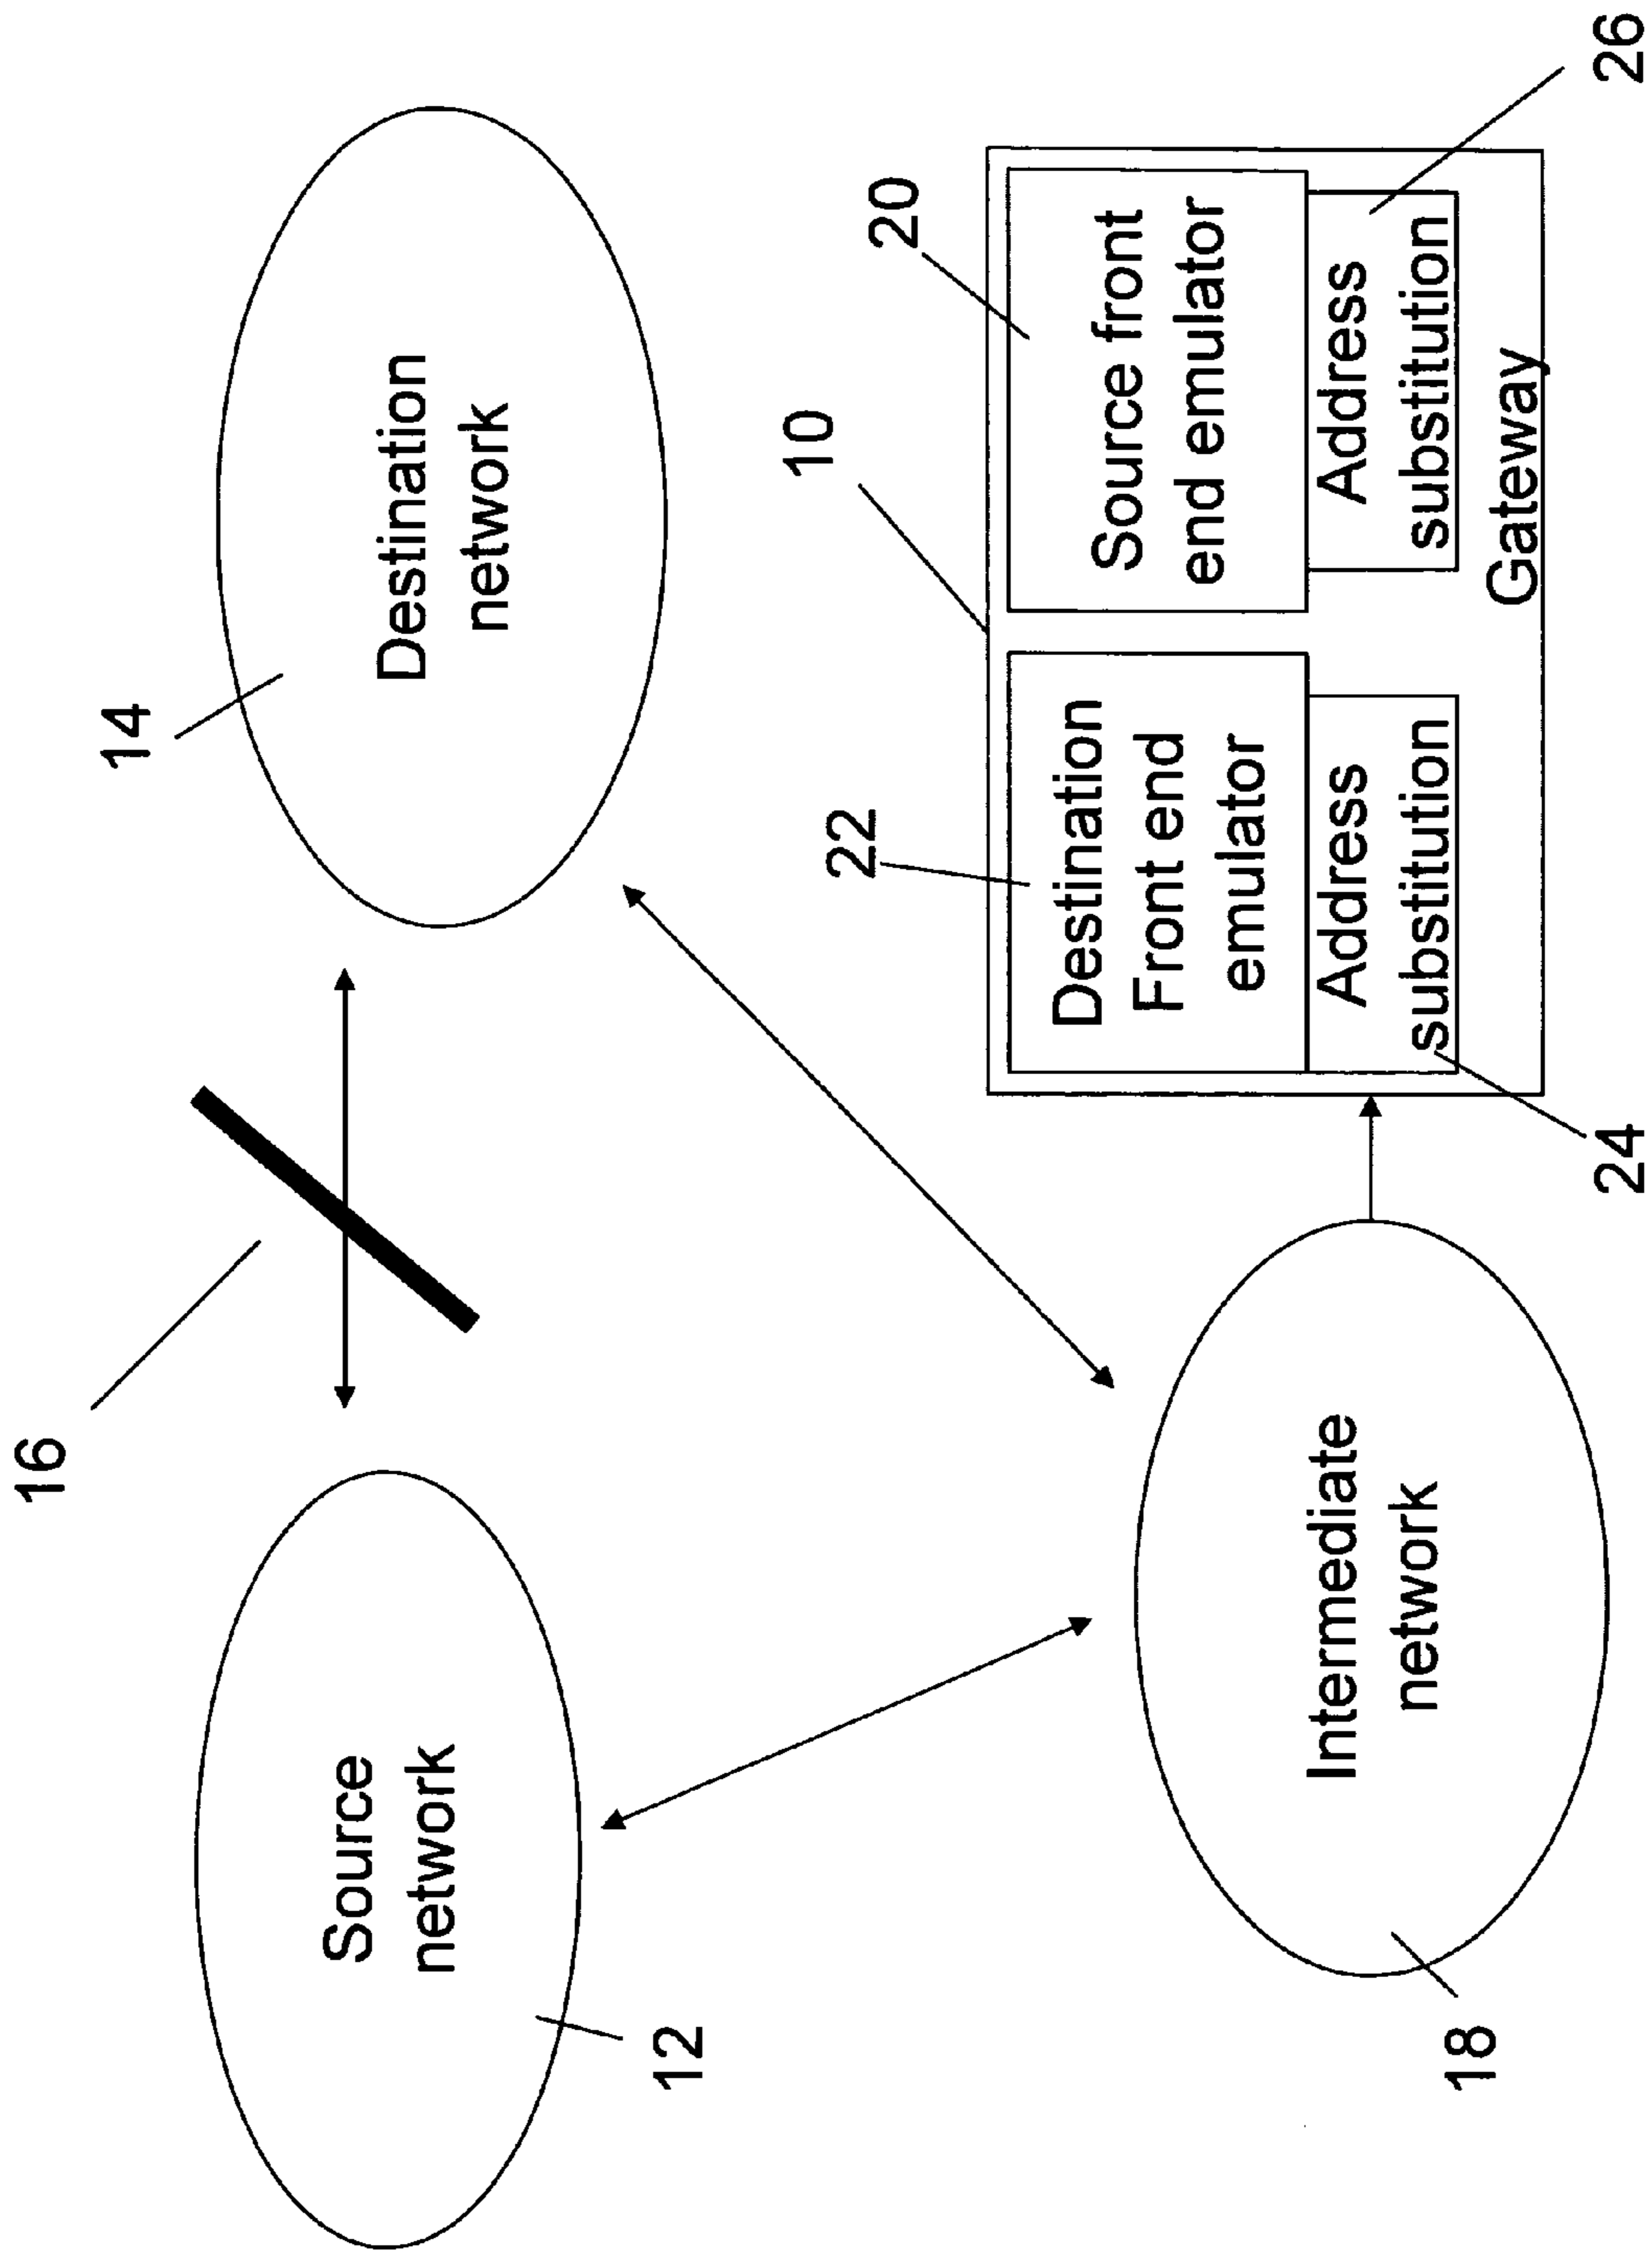 16
14
Source
network
Destination
network
12
10
22
20
Destination
Front end
emulator
Source front
end emulator
Intermediate
network
Address
substitution
Address
substitution
Gateway
18
24
26